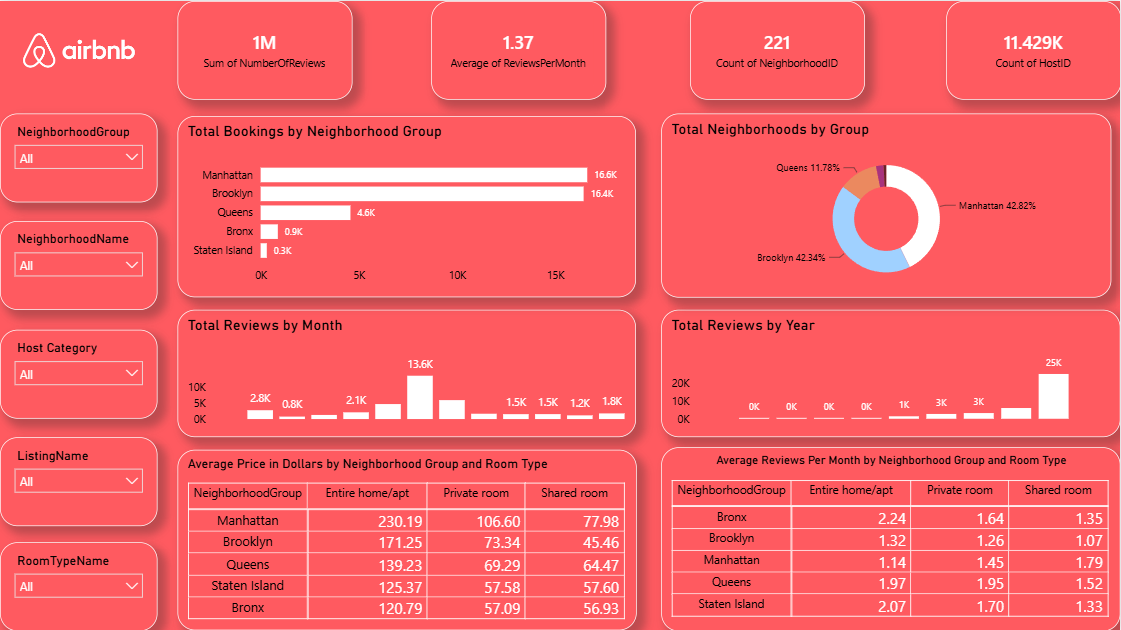 airbnb
1M
Sum of NumberOfReviews
1.37
Average of ReviewsPerMonth
221
Count of NeighborhoodID
11.429K
Count of HostID
NeighborhoodGroup
All
NeighborhoodName
All
Host Category
All
ListingName
All
RoomTypeName
All
Total Bookings by Neighborhood Group
Manhattan 16.6K
Brooklyn 16.4K
Queens 4.6K
Bronx 0.9K
Staten Island 0.3K
0K 5K 10K 15K
Total Neighborhoods by Group
Queens 11.78%
Manhattan 42.82%
Brooklyn 42.34%
Total Reviews by Month
13.6K
10K
5K
0K
2.8K 0.8K 2.1K 1.5K 1.5K 1.2K 1.8K
Total Reviews by Year
25K
20K
10K
0K
0K 0K 0K 0K 1K 3K 3K
Average Price in Dollars by Neighborhood Group and Room Type
NeighborhoodGroup Entire home/apt Private room Shared room
Manhattan 230.19 106.60 77.98
Brooklyn 171.25 73.34 45.46
Queens 139.23 69.29 64.47
Staten Island 125.37 57.58 57.60
Bronx 120.79 57.09 56.93
Average Reviews Per Month by Neighborhood Group and Room Type
NeighborhoodGroup Entire home/apt Private room Shared room
Bronx 2.24 1.64 1.35
Brooklyn 1.32 1.26 1.07
Manhattan 1.14 1.45 1.79
Queens 1.97 1.95 1.52
Staten Island 2.07 1.70 1.33